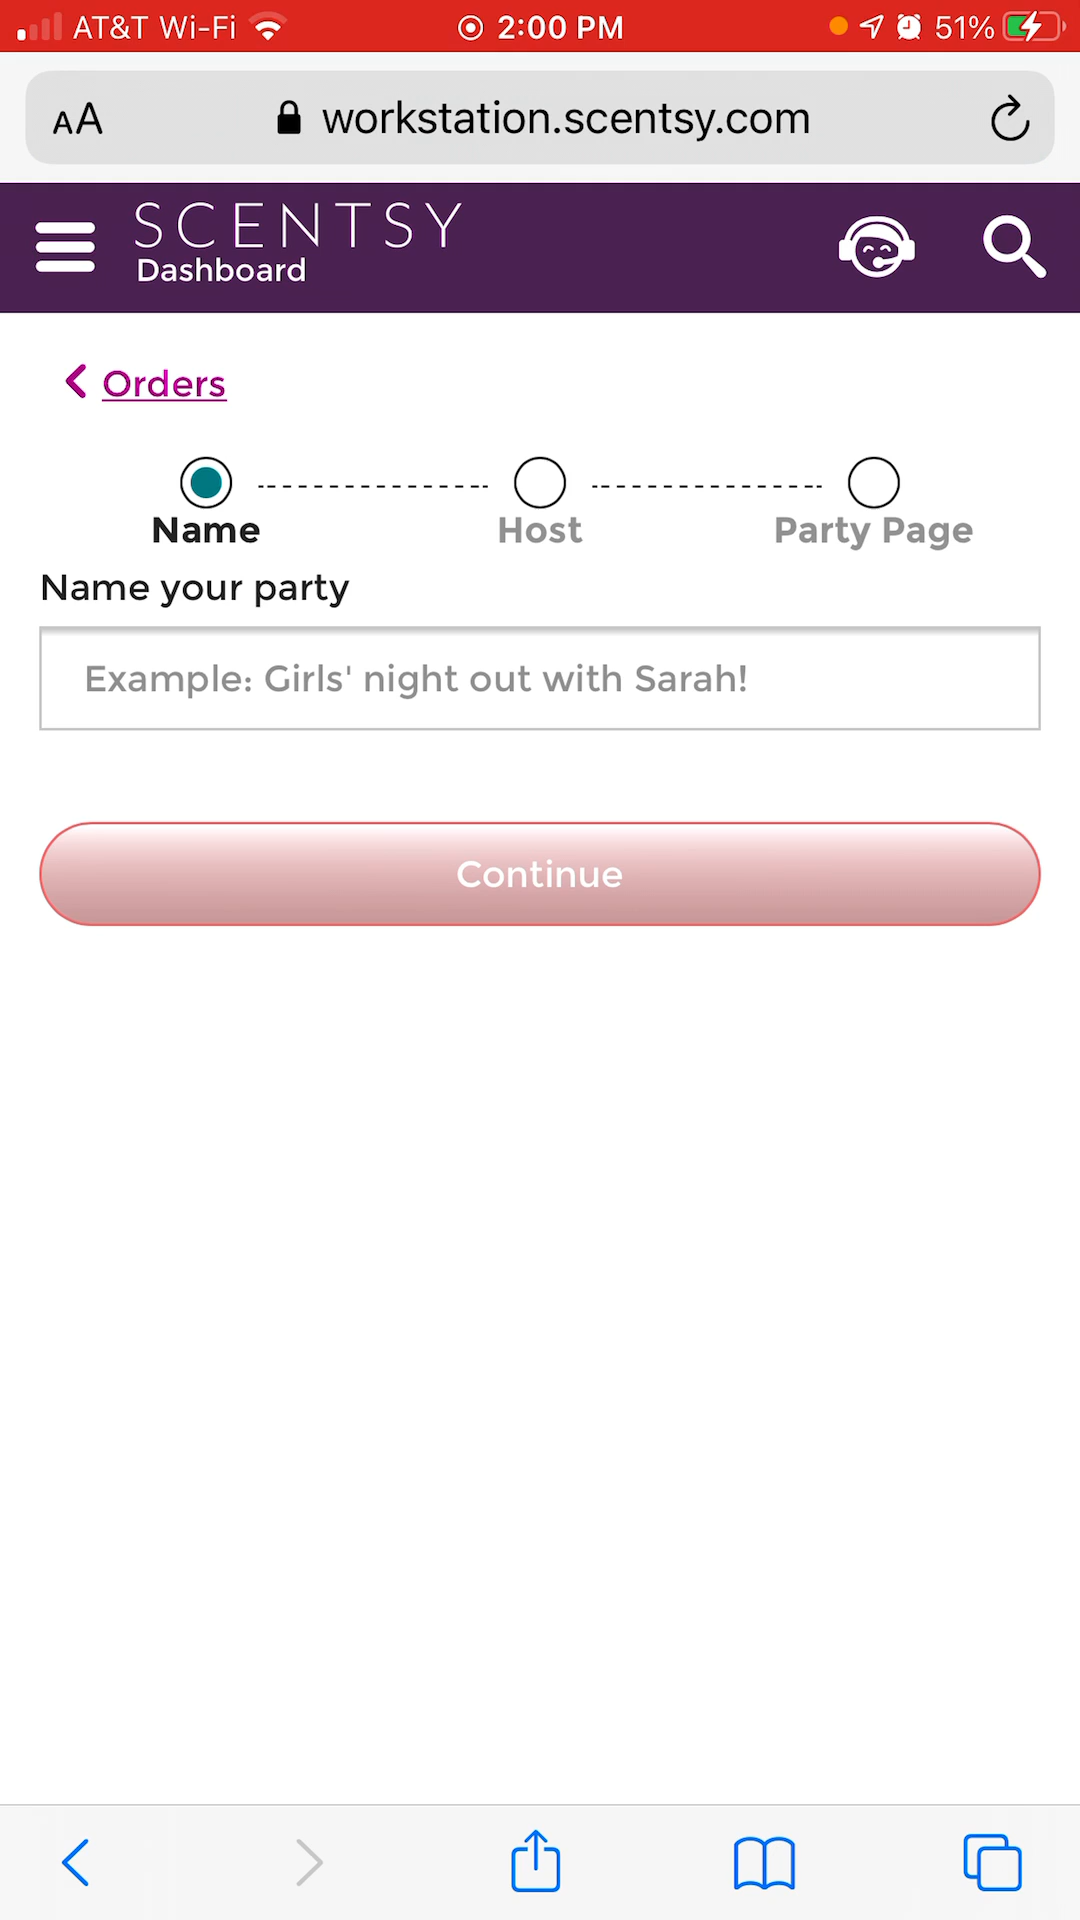 AT&T Wi-Fi 2:00 PM 51%
AA workstation.scentsy.com
SCENTSY
Dashboard
Orders
Name Host Party Page
Name your party
Example: Girls' night out with Sarah!
Continue